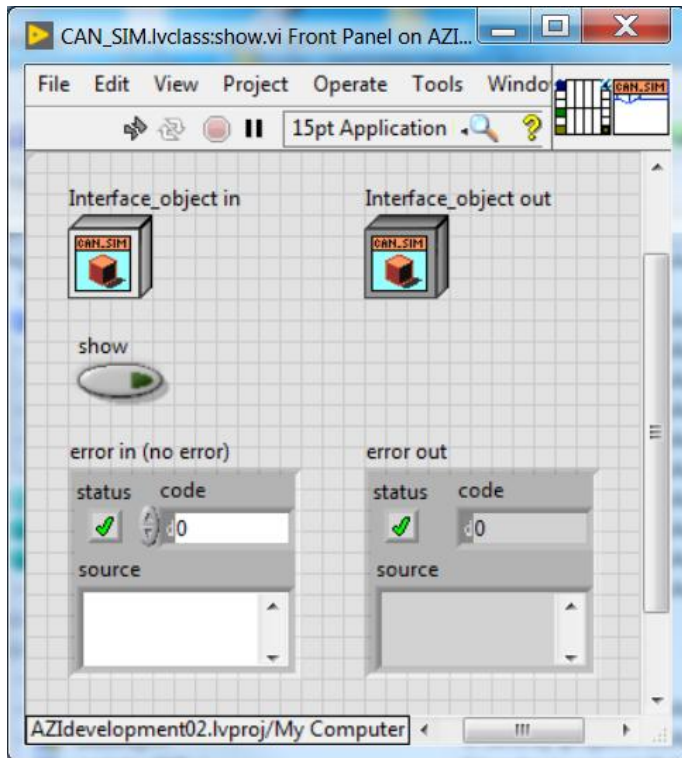 CAN_SIM.lvclass:show.vi Front Panel on AZI...
File Edit View Project Operate Tools Windo
CAN_SIM
15pt Application
Interface_object in Interface_object out
CAN_SIM CAN_SIM
show
error in (no error) error out
status code status code
d 0 d 0
source source
AZIdevelopment02.lvproj/My Computer